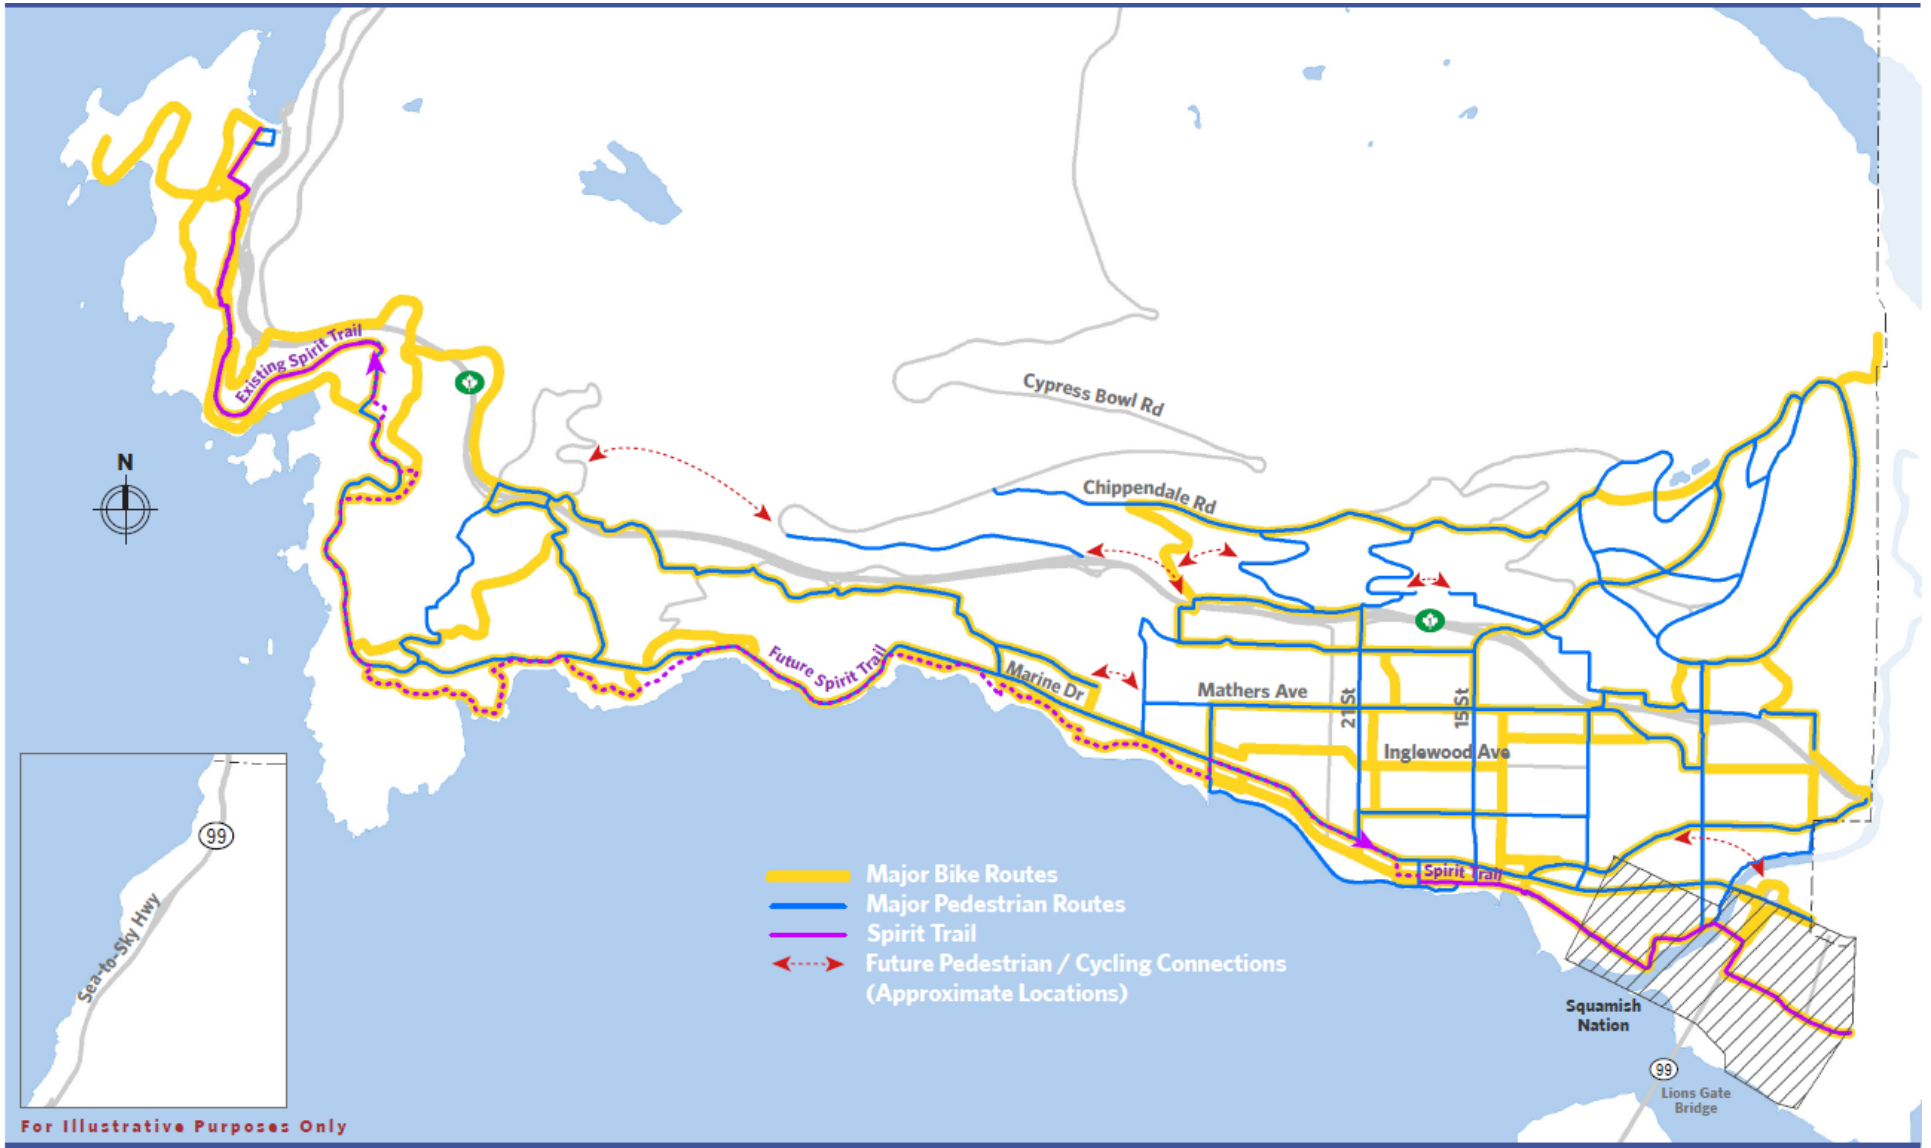 Existing Spirit Trail
1
N
Cypress Bowl Rd
Chippendale Rd
1
Future Spirit Trail
Marine Dr
Mathers Ave
21 St
15 St
Inglewood Ave
99
Sea-to-Sky Hwy
Spirit Trail
Major Bike Routes
Major Pedestrian Routes
Spirit Trail
Future Pedestrian / Cycling Connections
(Approximate Locations)
Squamish
Nation
99
Lions Gate
Bridge
For Illustrative Purposes Only